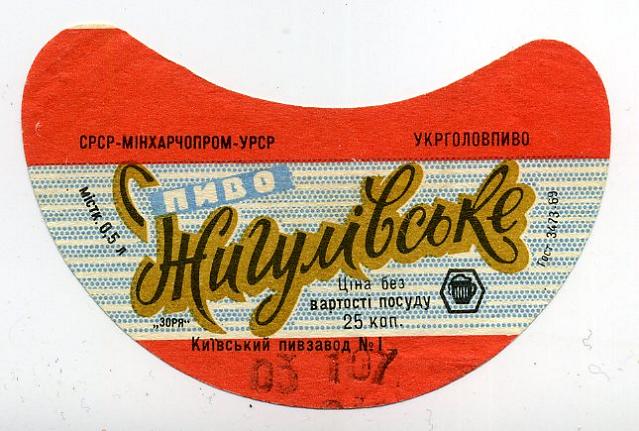 СРСР-МІНХАРЧОПРОМ-УРСР
УКРГОЛОВПИВО
ПИВО
Жигулівське
МІСТК. 0,5 л
ГОСТ 3473-69
Ціна без
вартості посуду
25 коп.
„ЗОРЯ"
Київський пивзавод №1
03 107